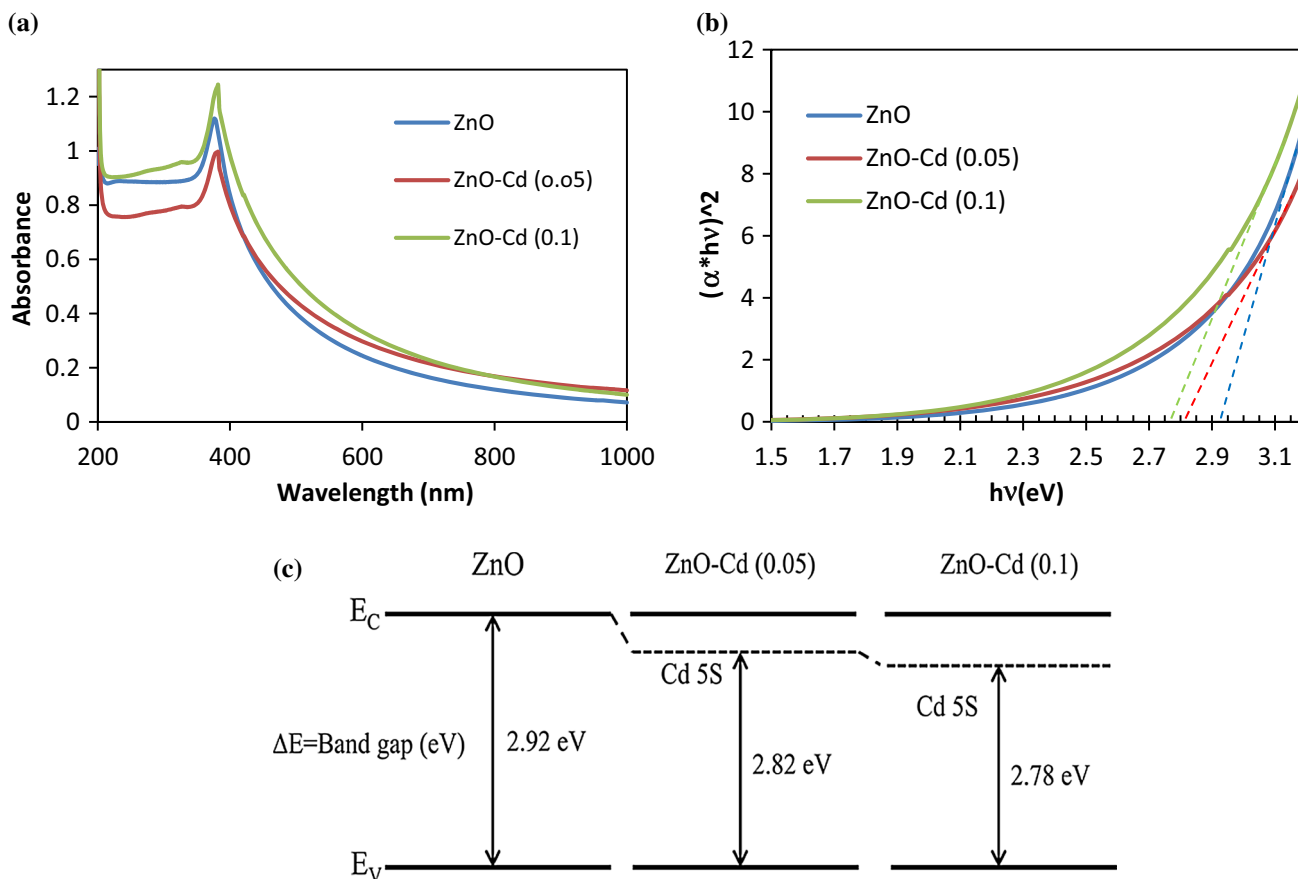 (a)
1.2
1
0.8
0.6
0.4
0.2
0
Absorbance
ZnO
ZnO-Cd (o.o5)
ZnO-Cd (0.1)
200 400 600 800 1000
Wavelength (nm)
(b)
12
10
8
6
4
2
0
(α*hν)^2
ZnO
ZnO-Cd (0.05)
ZnO-Cd (0.1)
1.5 1.7 1.9 2.1 2.3 2.5 2.7 2.9 3.1
hν(eV)
(c)
ZnO ZnO-Cd (0.05) ZnO-Cd (0.1)
E_C
Cd 5S
Cd 5S
ΔE=Band gap (eV) 2.92 eV 2.82 eV 2.78 eV
E_V